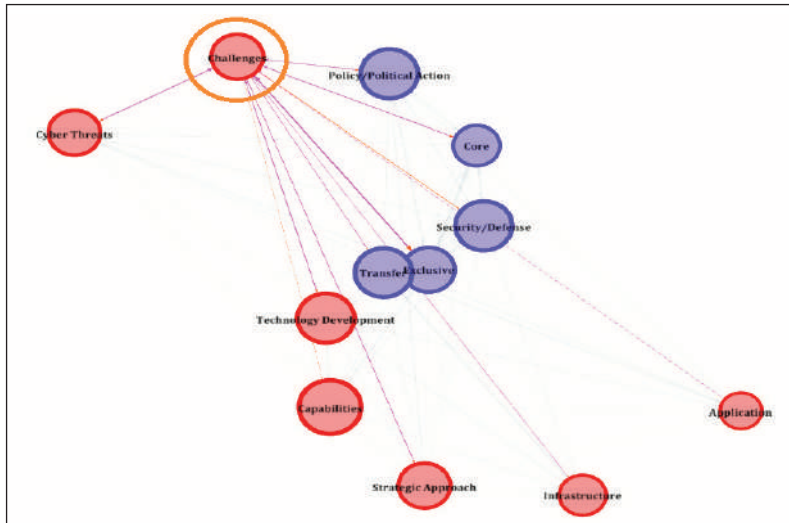 Challenges
Policy/Political Action
Cyber Threats
Core
Security/Defense
Transfer
Exclusive
Technology Development
Capabilities
Application
Strategic Approach
Infrastructure